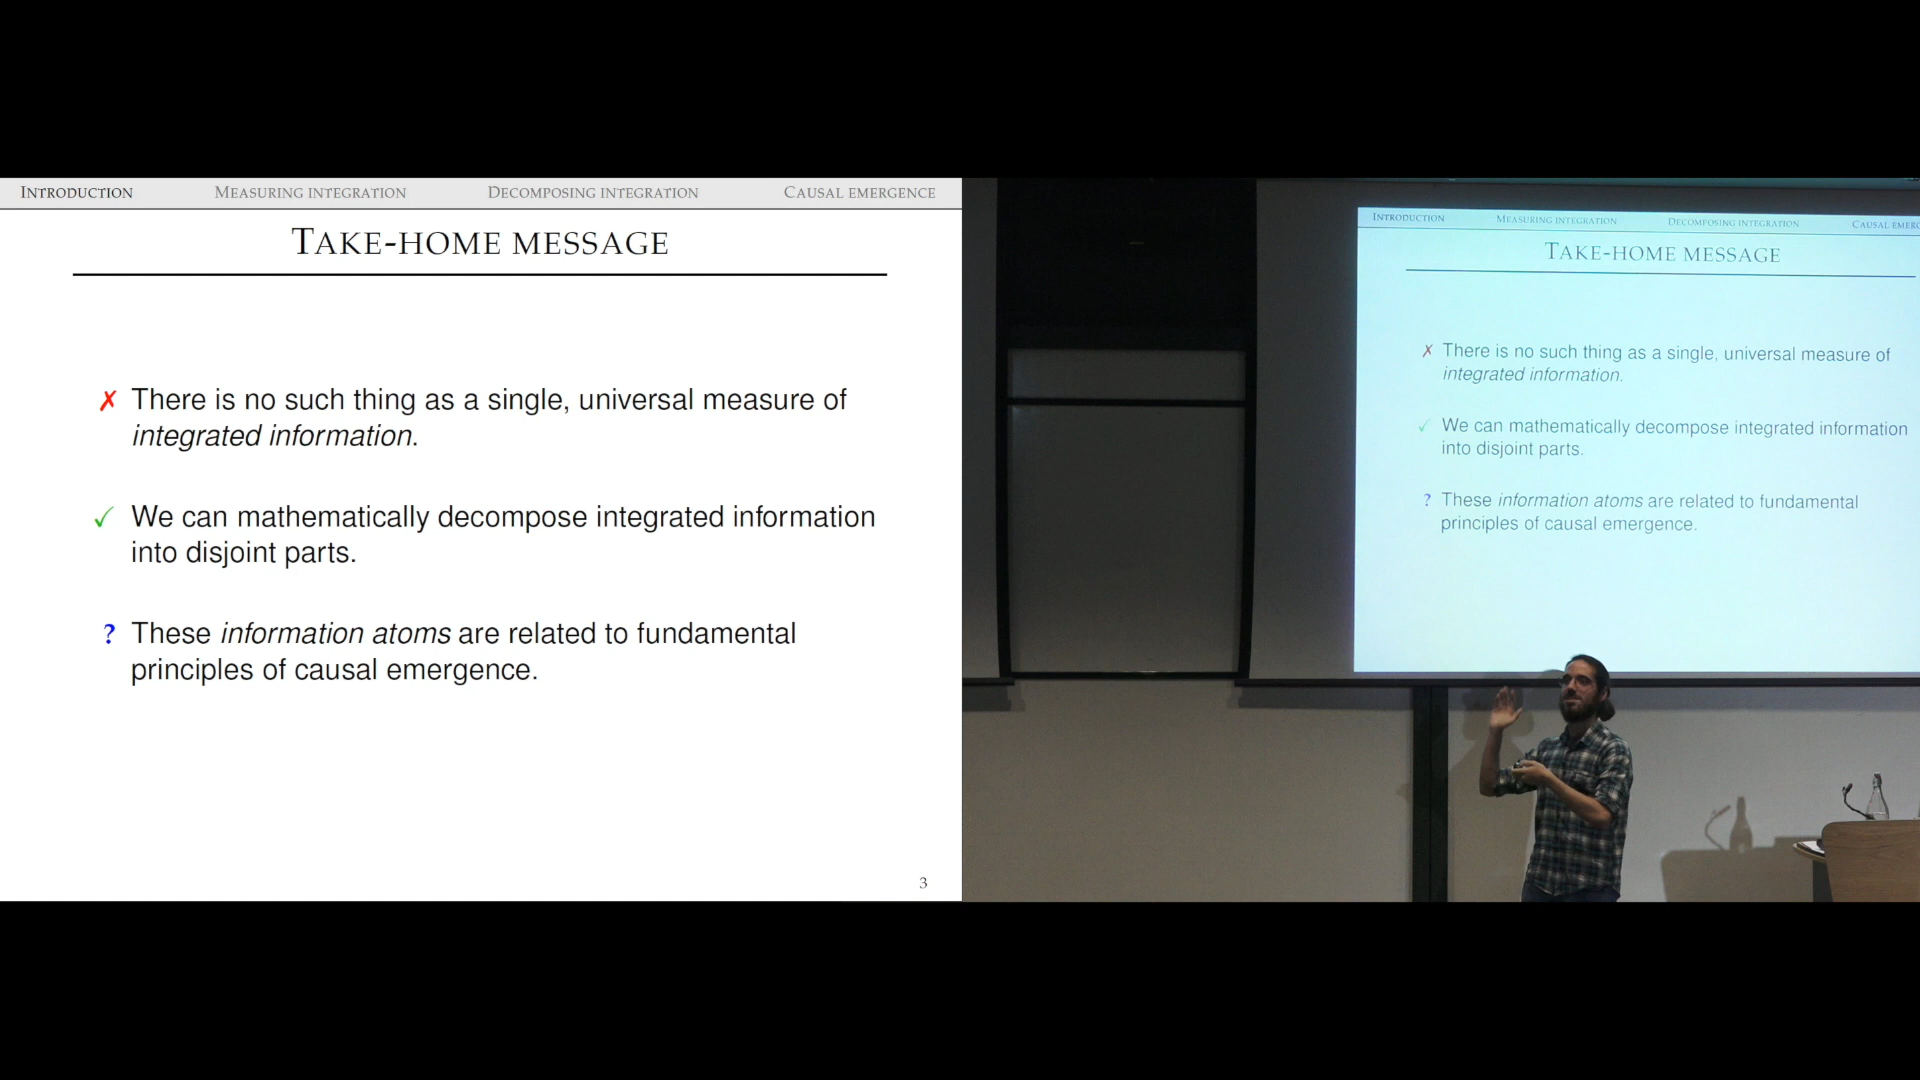 INTRODUCTION MEASURING INTEGRATION DECOMPOSING INTEGRATION CAUSAL EMERGENCE
TAKE-HOME MESSAGE
✗ There is no such thing as a single, universal measure of
integrated information.
✓ We can mathematically decompose integrated information
into disjoint parts.
? These information atoms are related to fundamental
principles of causal emergence.
3
INTRODUCTION MEASURING INTEGRATION DECOMPOSING INTEGRATION CAUSAL EMERG
TAKE-HOME MESSAGE
✗ There is no such thing as a single, universal measure of
integrated information.
✓ We can mathematically decompose integrated information
into disjoint parts.
? These information atoms are related to fundamental
principles of causal emergence.